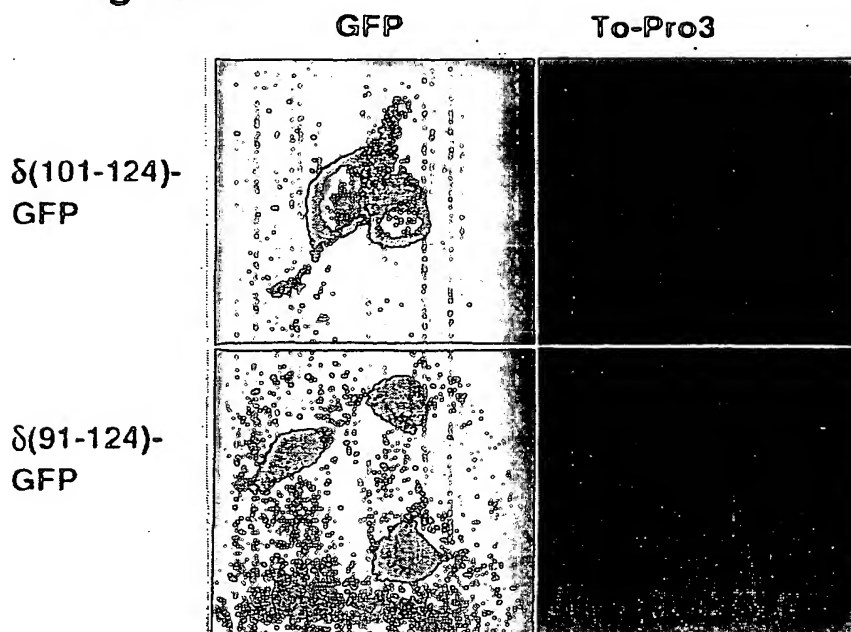 GFP To-Pro3
δ(101-124)-
GFP
δ(91-124)-
GFP